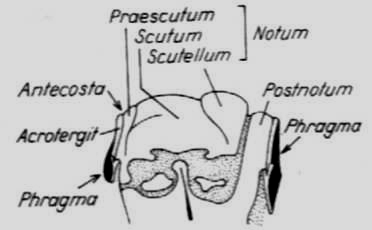 Praescutum
Scutum
Scutellum
Notum
Antecosta
Postnotum
Acrotergit
Phragma
Phragma